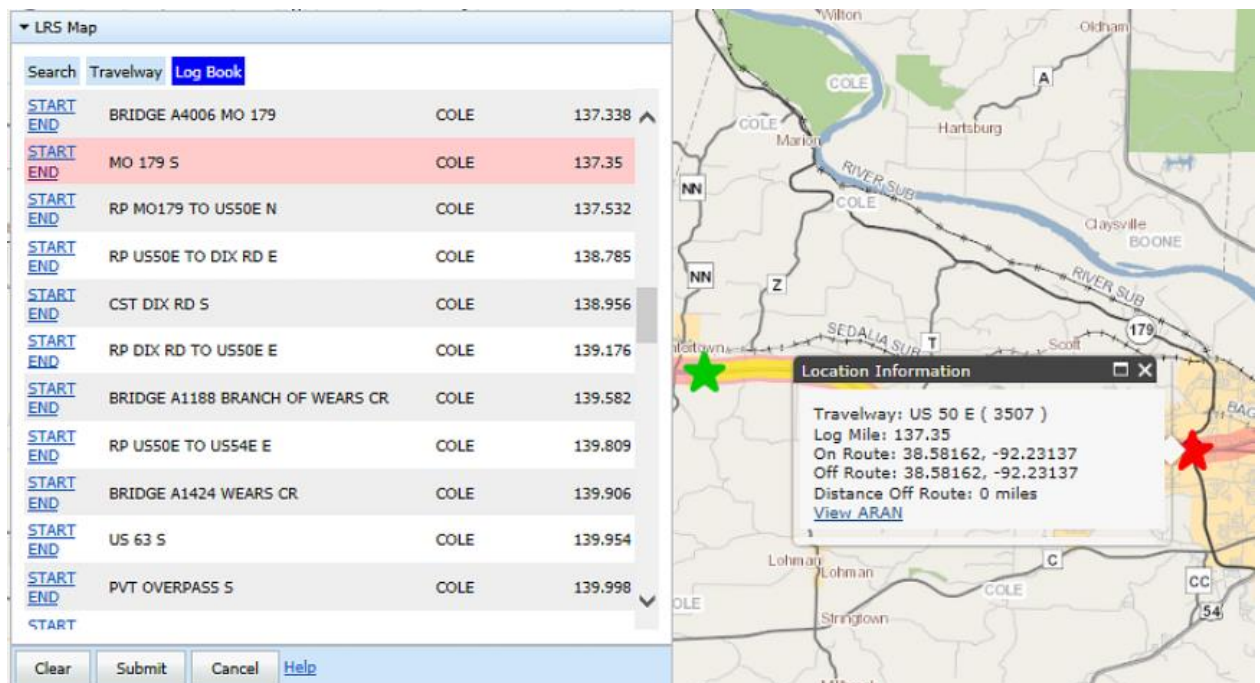 LRS Map
Search Travelway Log Book
START
END
BRIDGE A4006 MO 179 COLE 137.338
START
END
MO 179 S COLE 137.35
START
END
RP MO179 TO US50E N COLE 137.532
START
END
RP US50E TO DIX RD E COLE 138.785
START
END
CST DIX RD S COLE 138.956
START
END
RP DIX RD TO US50E E COLE 139.176
START
END
BRIDGE A1188 BRANCH OF WEARS CR COLE 139.582
START
END
RP US50E TO US54E E COLE 139.809
START
END
BRIDGE A1424 WEARS CR COLE 139.906
START
END
US 63 S COLE 139.954
START
END
PVT OVERPASS S COLE 139.998
START
Clear Submit Cancel Help
Wilton
Oldham
COLE
A
COLE
Hartsburg
Marion
NN
RIVER SUB
COLE
Claysville
BOONE
NN
Z
RIVER SUB
179
SEDALIA SUB
T
Scott
Location Information
Travelway: US 50 E ( 3507 )
Log Mile: 137.35
On Route: 38.58162, -92.23137
Off Route: 38.58162, -92.23137
Distance Off Route: 0 miles
View ARAN
BAG
Lohman
Lohman
C
COLE
CC
OLE
54
Stringtown